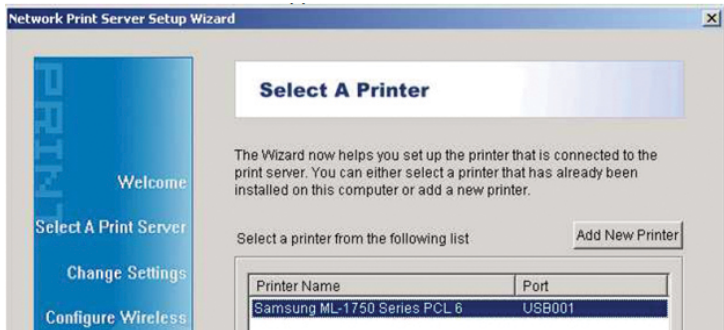 Network Print Server Setup Wizard
PRINT
Select A Printer
The Wizard now helps you set up the printer that is connected to the
print server. You can either select a printer that has already been
installed on this computer or add a new printer.
Welcome
Select A Print Server
Change Settings
Configure Wireless
Select a printer from the following list
Add New Printer
Printer Name Port
Samsung ML-1750 Series PCL 6 USB001